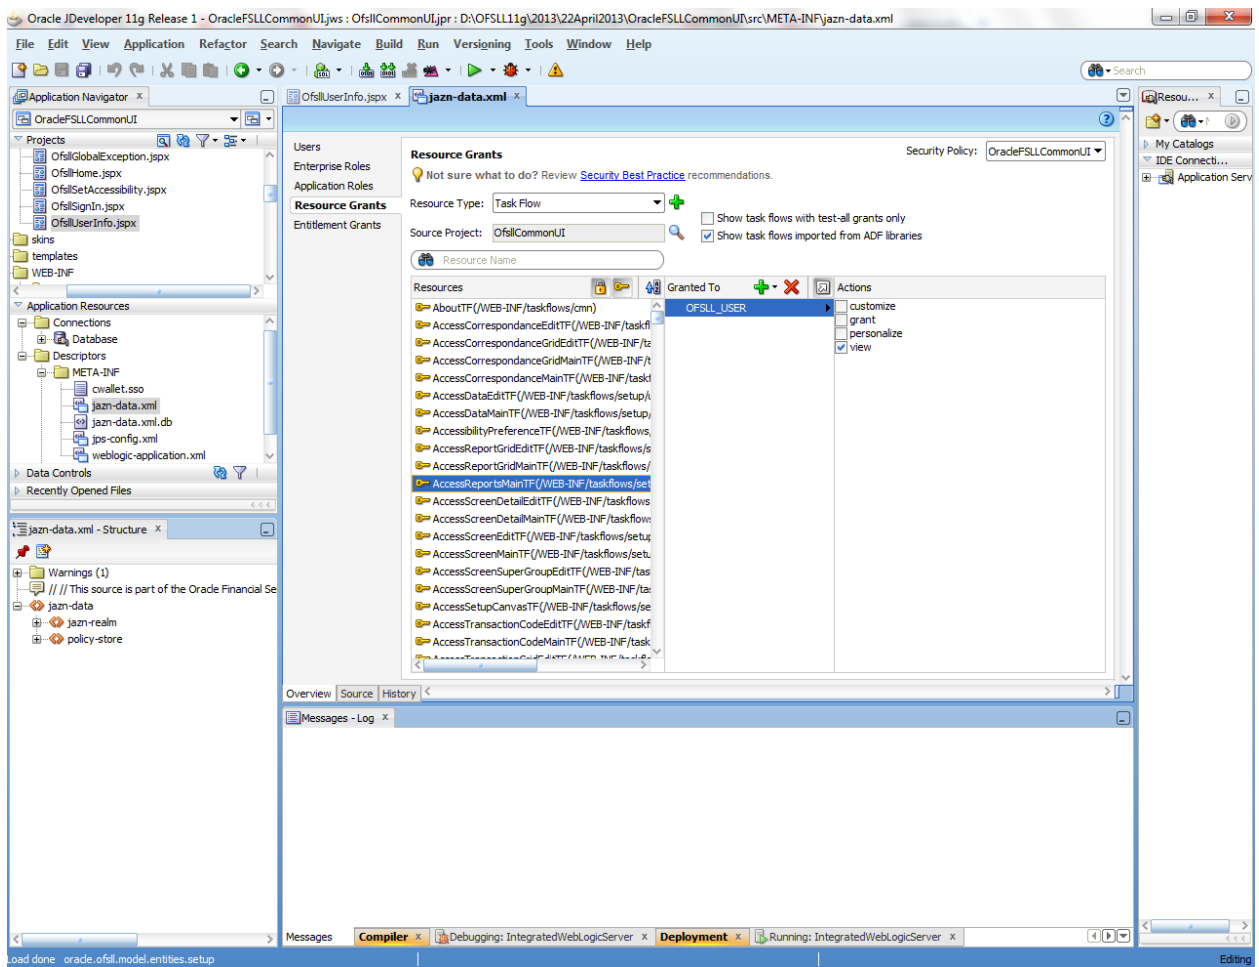 Oracle JDeveloper 11g Release 1 - OracleFSLLCommonUI.jws : OfsllCommonUI.jpr : D:\OFSLL11g\2013\22April2013\OracleFSLLCommonUI\src\META-INF\jazn-data.xml
File Edit View Application Refactor Search Navigate Build Run Versioning Tools Window Help
Search
Application Navigator
OracleFSLLCommonUI
Projects
OfsllGlobalException.jspx
OfsllHome.jspx
OfsllSetAccessibility.jspx
OfsllSignIn.jspx
OfsllUserInfo.jspx
skins
templates
WEB-INF
Application Resources
Connections
Database
Descriptors
META-INF
cwallet.sso
jazn-data.xml
jazn-data.xml.db
jps-config.xml
weblogic-application.xml
Data Controls
Recently Opened Files
jazn-data.xml - Structure
Warnings (1)
// //This source is part of the Oracle Financial Se
jazn-data
jazn-realm
policy-store
OfsllUserInfo.jspx jazn-data.xml
Users
Enterprise Roles
Application Roles
Resource Grants
Entitlement Grants
Resource Grants
Security Policy: OracleFSLLCommonUI
Not sure what to do? Review Security Best Practice recommendations.
Resource Type: Task Flow
Show task flows with test-all grants only
Source Project: OfsllCommonUI
Show task flows imported from ADF libraries
Resource Name
Resources Granted To Actions
AboutTF(/WEB-INF/taskflows/cmn)
AccessCorrespondanceEditTF(/WEB-INF/taskfl
AccessCorrespondanceGridEditTF(/WEB-INF/ta
AccessCorrespondanceGridMainTF(/WEB-INF/t
AccessCorrespondanceMainTF(/WEB-INF/taskf
AccessDataEditTF(/WEB-INF/taskflows/setup/
AccessDataMainTF(/WEB-INF/taskflows/setup/
AccessibilityPreferenceTF(/WEB-INF/taskflows
AccessReportGridEditTF(/WEB-INF/taskflows/s
AccessReportGridMainTF(/WEB-INF/taskflows/
AccessReportsMainTF(/WEB-INF/taskflows/set
AccessScreenDetailEditTF(/WEB-INF/taskflows
AccessScreenDetailMainTF(/WEB-INF/taskflows
AccessScreenEditTF(/WEB-INF/taskflows/setup
AccessScreenMainTF(/WEB-INF/taskflows/setu
AccessScreenSuperGroupEditTF(/WEB-INF/tas
AccessScreenSuperGroupMainTF(/WEB-INF/ta
AccessSetupCanvasTF(/WEB-INF/taskflows/se
AccessTransactionCodeEditTF(/WEB-INF/taskf
AccessTransactionCodeMainTF(/WEB-INF/task
OFSLL_USER
customize
grant
personalize
view
Overview Source History
Messages - Log
Messages Compiler Debugging: IntegratedWebLogicServer Deployment Running: IntegratedWebLogicServer
Resou...
My Catalogs
IDE Connecti...
Application Serv
Load done oracle.ofsll.model.entities.setup
Editing